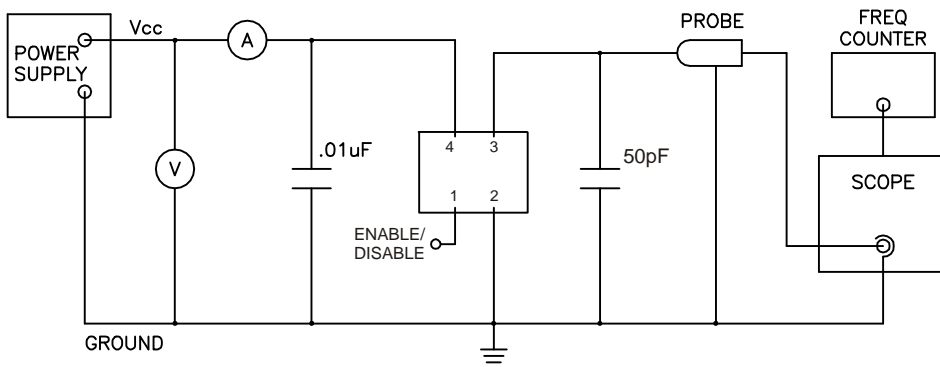 POWER
SUPPLY
Vcc
A
V
.01uF
4 3
1 2
ENABLE/
DISABLE
50pF
PROBE
FREQ
COUNTER
SCOPE
GROUND